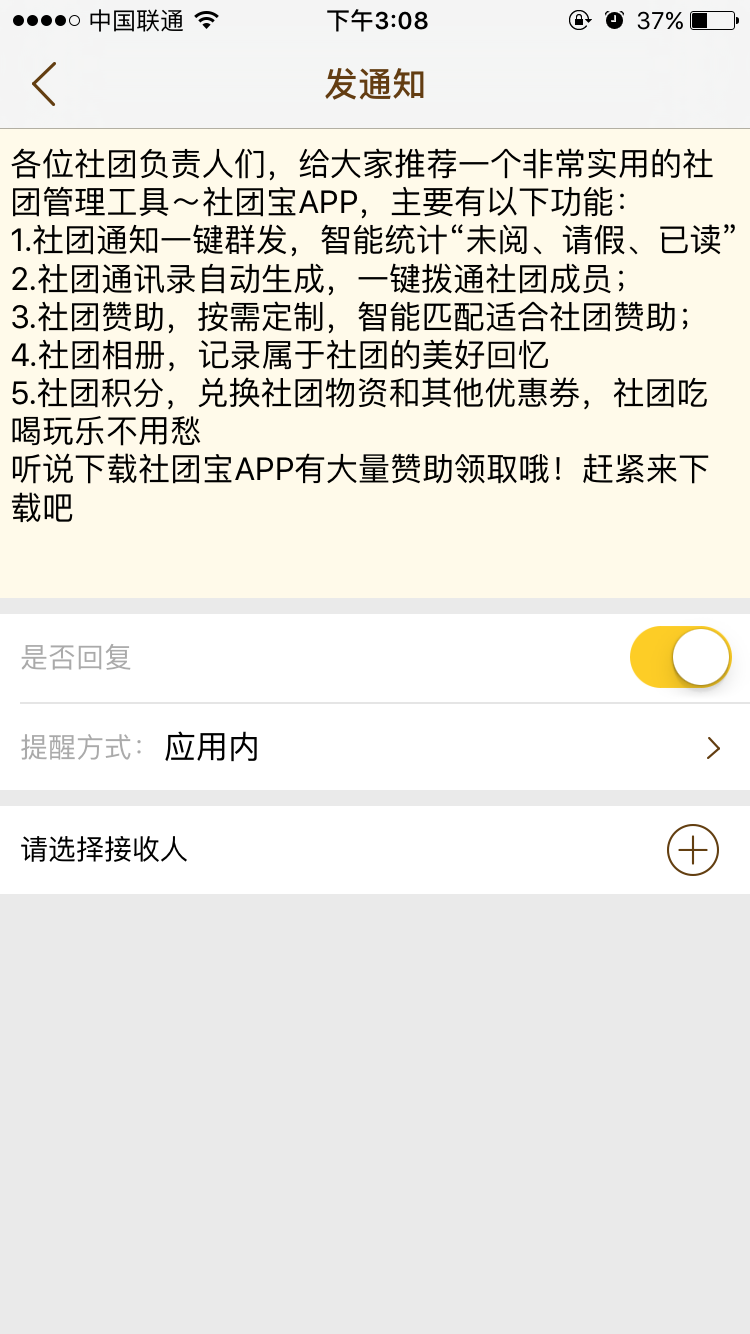 中国联通 下午3:08 37%
发通知
各位社团负责人们，给大家推荐一个非常实用的社
团管理工具～社团宝APP，主要有以下功能：
1.社团通知一键群发，智能统计“未阅、请假、已读”
2.社团通讯录自动生成，一键拨通社团成员；
3.社团赞助，按需定制，智能匹配适合社团赞助；
4.社团相册，记录属于社团的美好回忆
5.社团积分，兑换社团物资和其他优惠券，社团吃
喝玩乐不用愁
听说下载社团宝APP有大量赞助领取哦！赶紧来下
载吧
是否回复
提醒方式： 应用内
请选择接收人